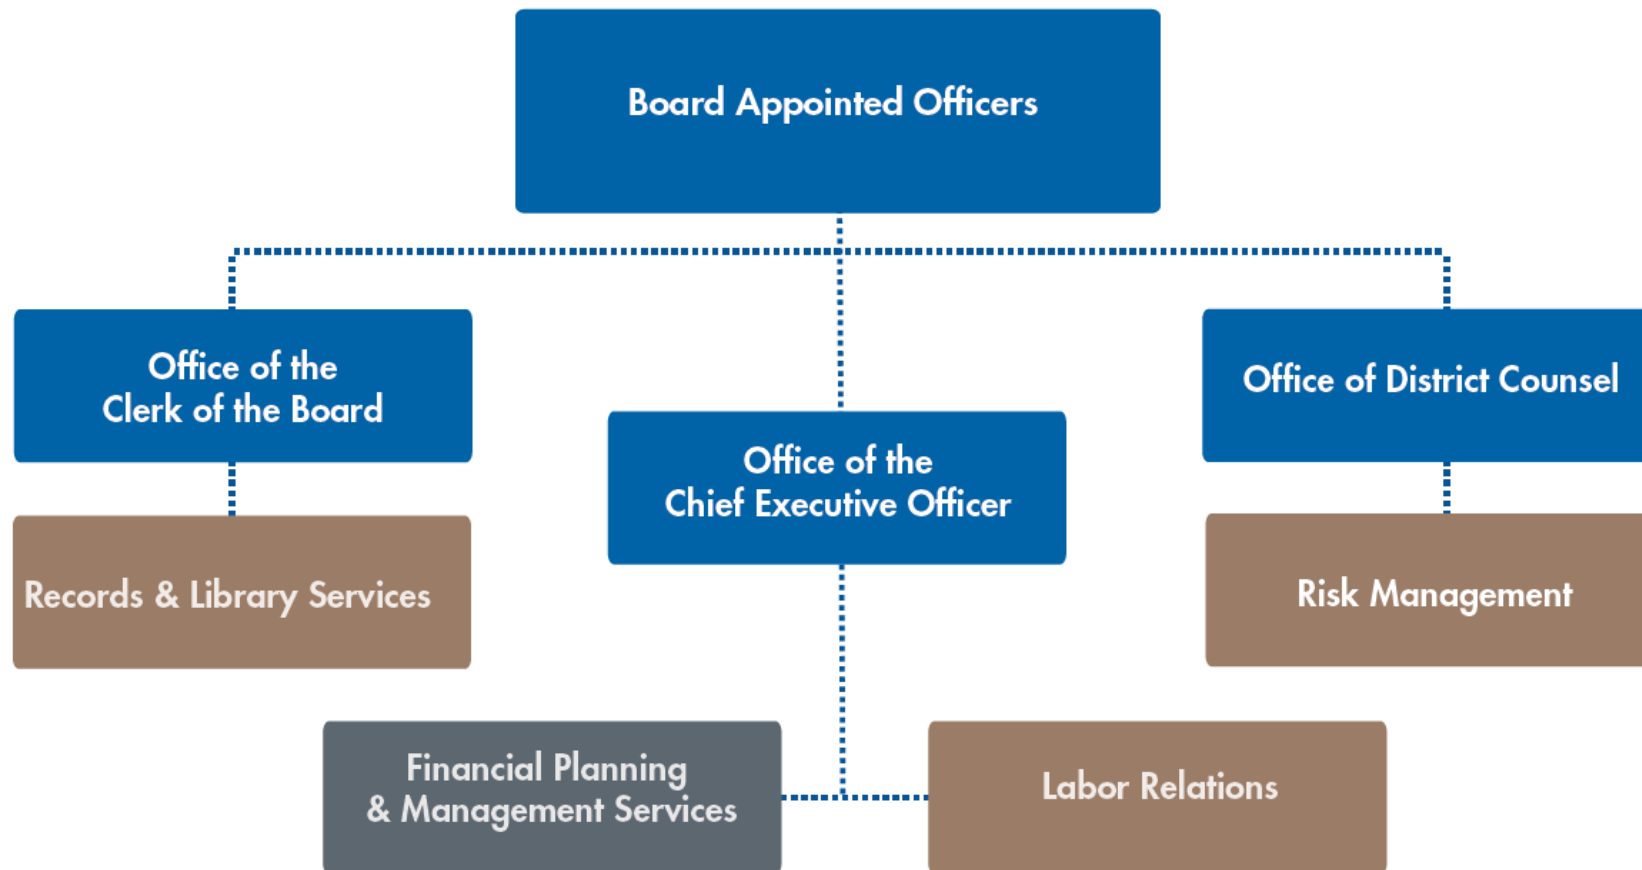 Board Appointed Officers
Office of the
Clerk of the Board
Office of the
Chief Executive Officer
Office of District Counsel
Records & Library Services
Risk Management
Financial Planning
& Management Services
Labor Relations